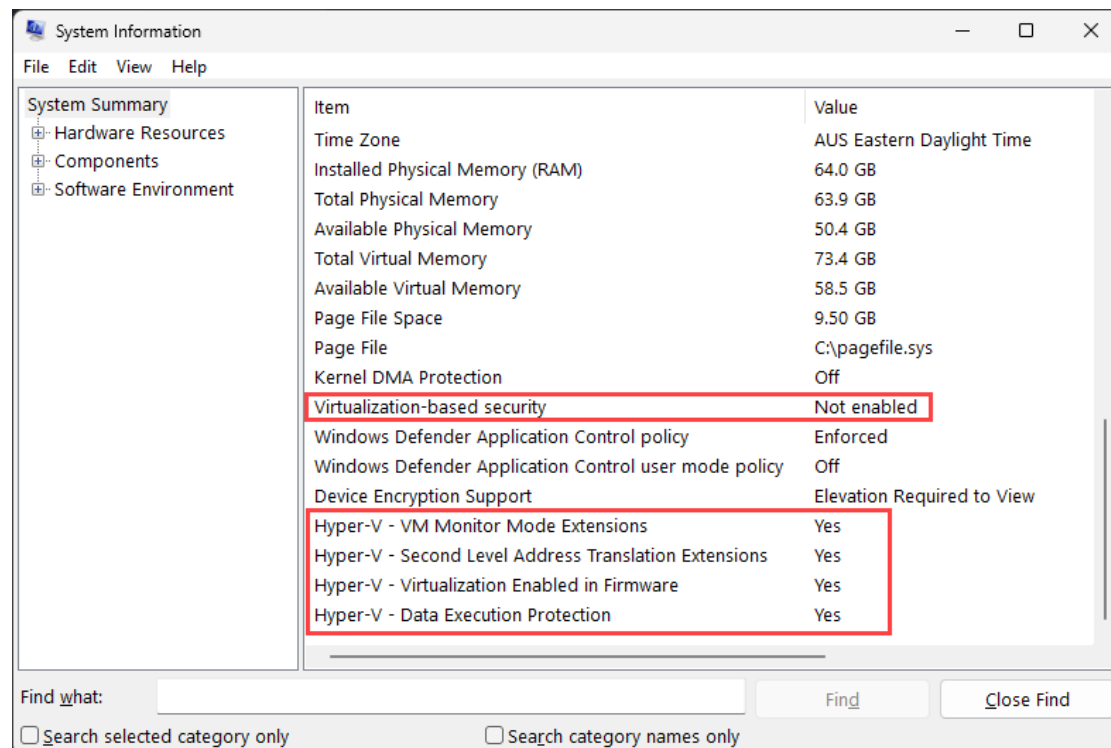 System Information
File Edit View Help
System Summary
Hardware Resources
Components
Software Environment
Item Value
Time Zone AUS Eastern Daylight Time
Installed Physical Memory (RAM) 64.0 GB
Total Physical Memory 63.9 GB
Available Physical Memory 50.4 GB
Total Virtual Memory 73.4 GB
Available Virtual Memory 58.5 GB
Page File Space 9.50 GB
Page File C:\pagefile.sys
Kernel DMA Protection Off
Virtualization-based security Not enabled
Windows Defender Application Control policy Enforced
Windows Defender Application Control user mode policy Off
Device Encryption Support Elevation Required to View
Hyper-V - VM Monitor Mode Extensions Yes
Hyper-V - Second Level Address Translation Extensions Yes
Hyper-V - Virtualization Enabled in Firmware Yes
Hyper-V - Data Execution Protection Yes
Find what: Find Close Find
Search selected category only Search category names only